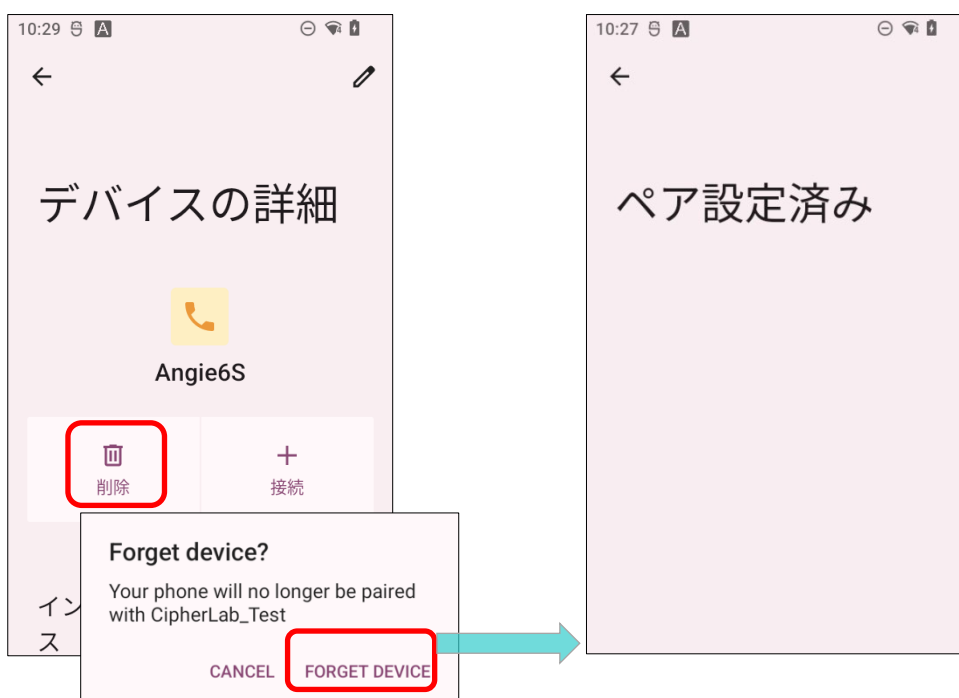 10:29
A
デバイスの詳細
Angie6S
削除
接続
イン
ス
Forget device?
Your phone will no longer be paired
with CipherLab_Test
CANCEL
FORGET DEVICE
10:27
A
ペア設定済み